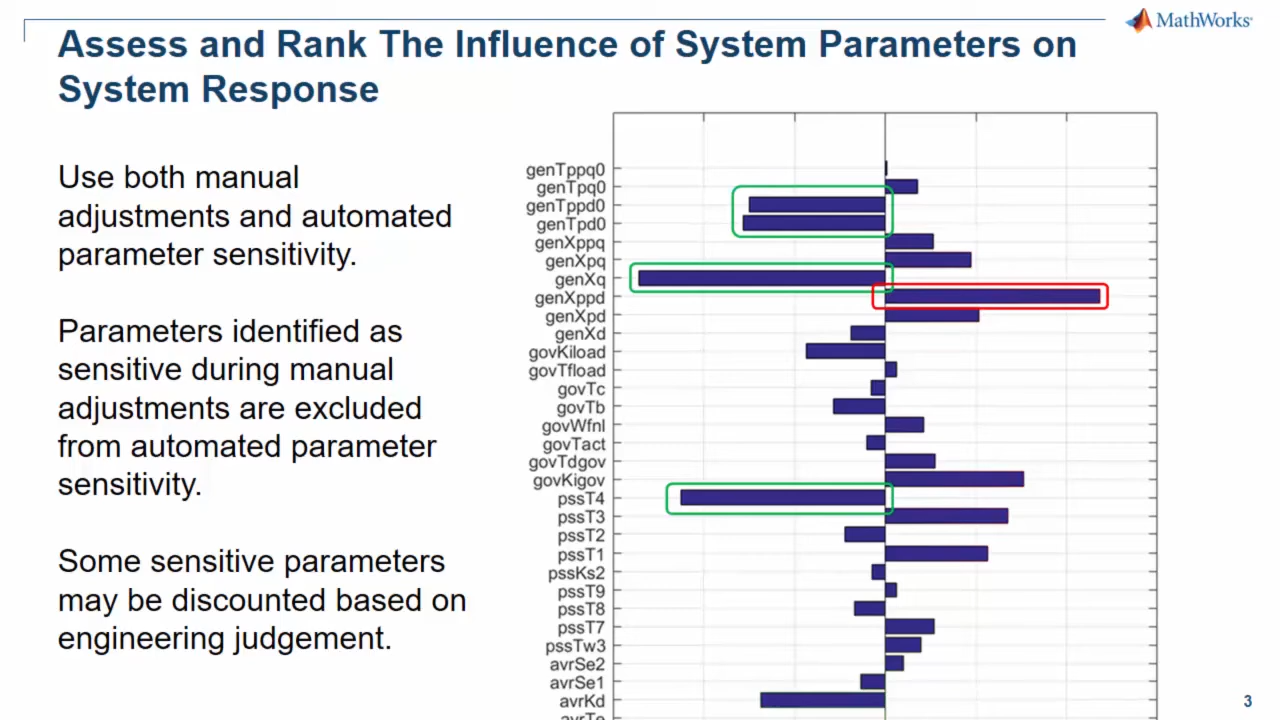 MathWorks
Assess and Rank The Influence of System Parameters on
System Response
Use both manual
adjustments and automated
parameter sensitivity.
Parameters identified as
sensitive during manual
adjustments are excluded
from automated parameter
sensitivity.
Some sensitive parameters
may be discounted based on
engineering judgement.
genTppq0
genTpq0
genTppd0
genTpd0
genXppq
genXpq
genXq
genXppd
genXpd
genXd
govKiload
govTfload
govTc
govTb
govWfnl
govTact
govTdgov
govKigov
pssT4
pssT3
pssT2
pssT1
pssKs2
pssT9
pssT8
pssT7
pssTw3
avrSe2
avrSe1
avrKd
3